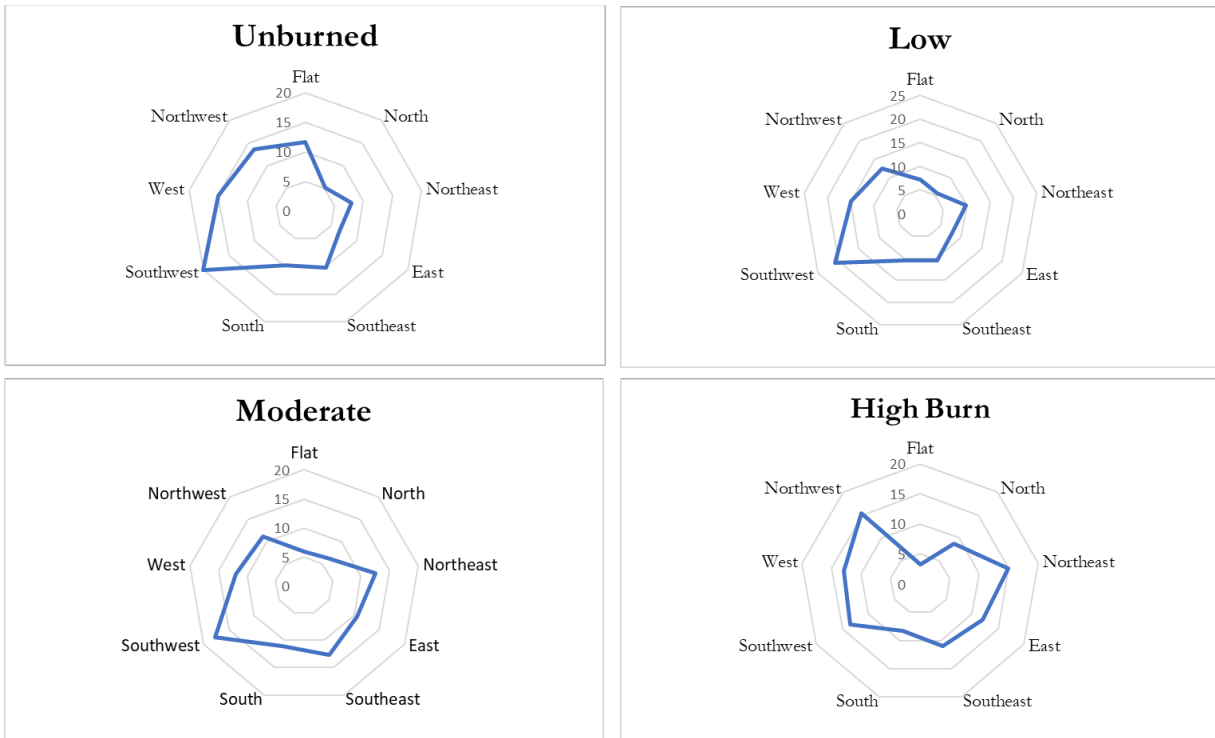 Unburned
Flat
20
Northwest
North
15
10
5
West
Northeast
0
Southwest
East
South
Southeast
Low
Flat
25
Northwest
North
20
15
10
5
West
Northeast
0
Southwest
East
South
Southeast
Moderate
Flat
20
Northwest
North
15
10
5
West
Northeast
0
Southwest
East
South
Southeast
High Burn
Flat
20
Northwest
North
15
10
5
West
Northeast
0
Southwest
East
South
Southeast